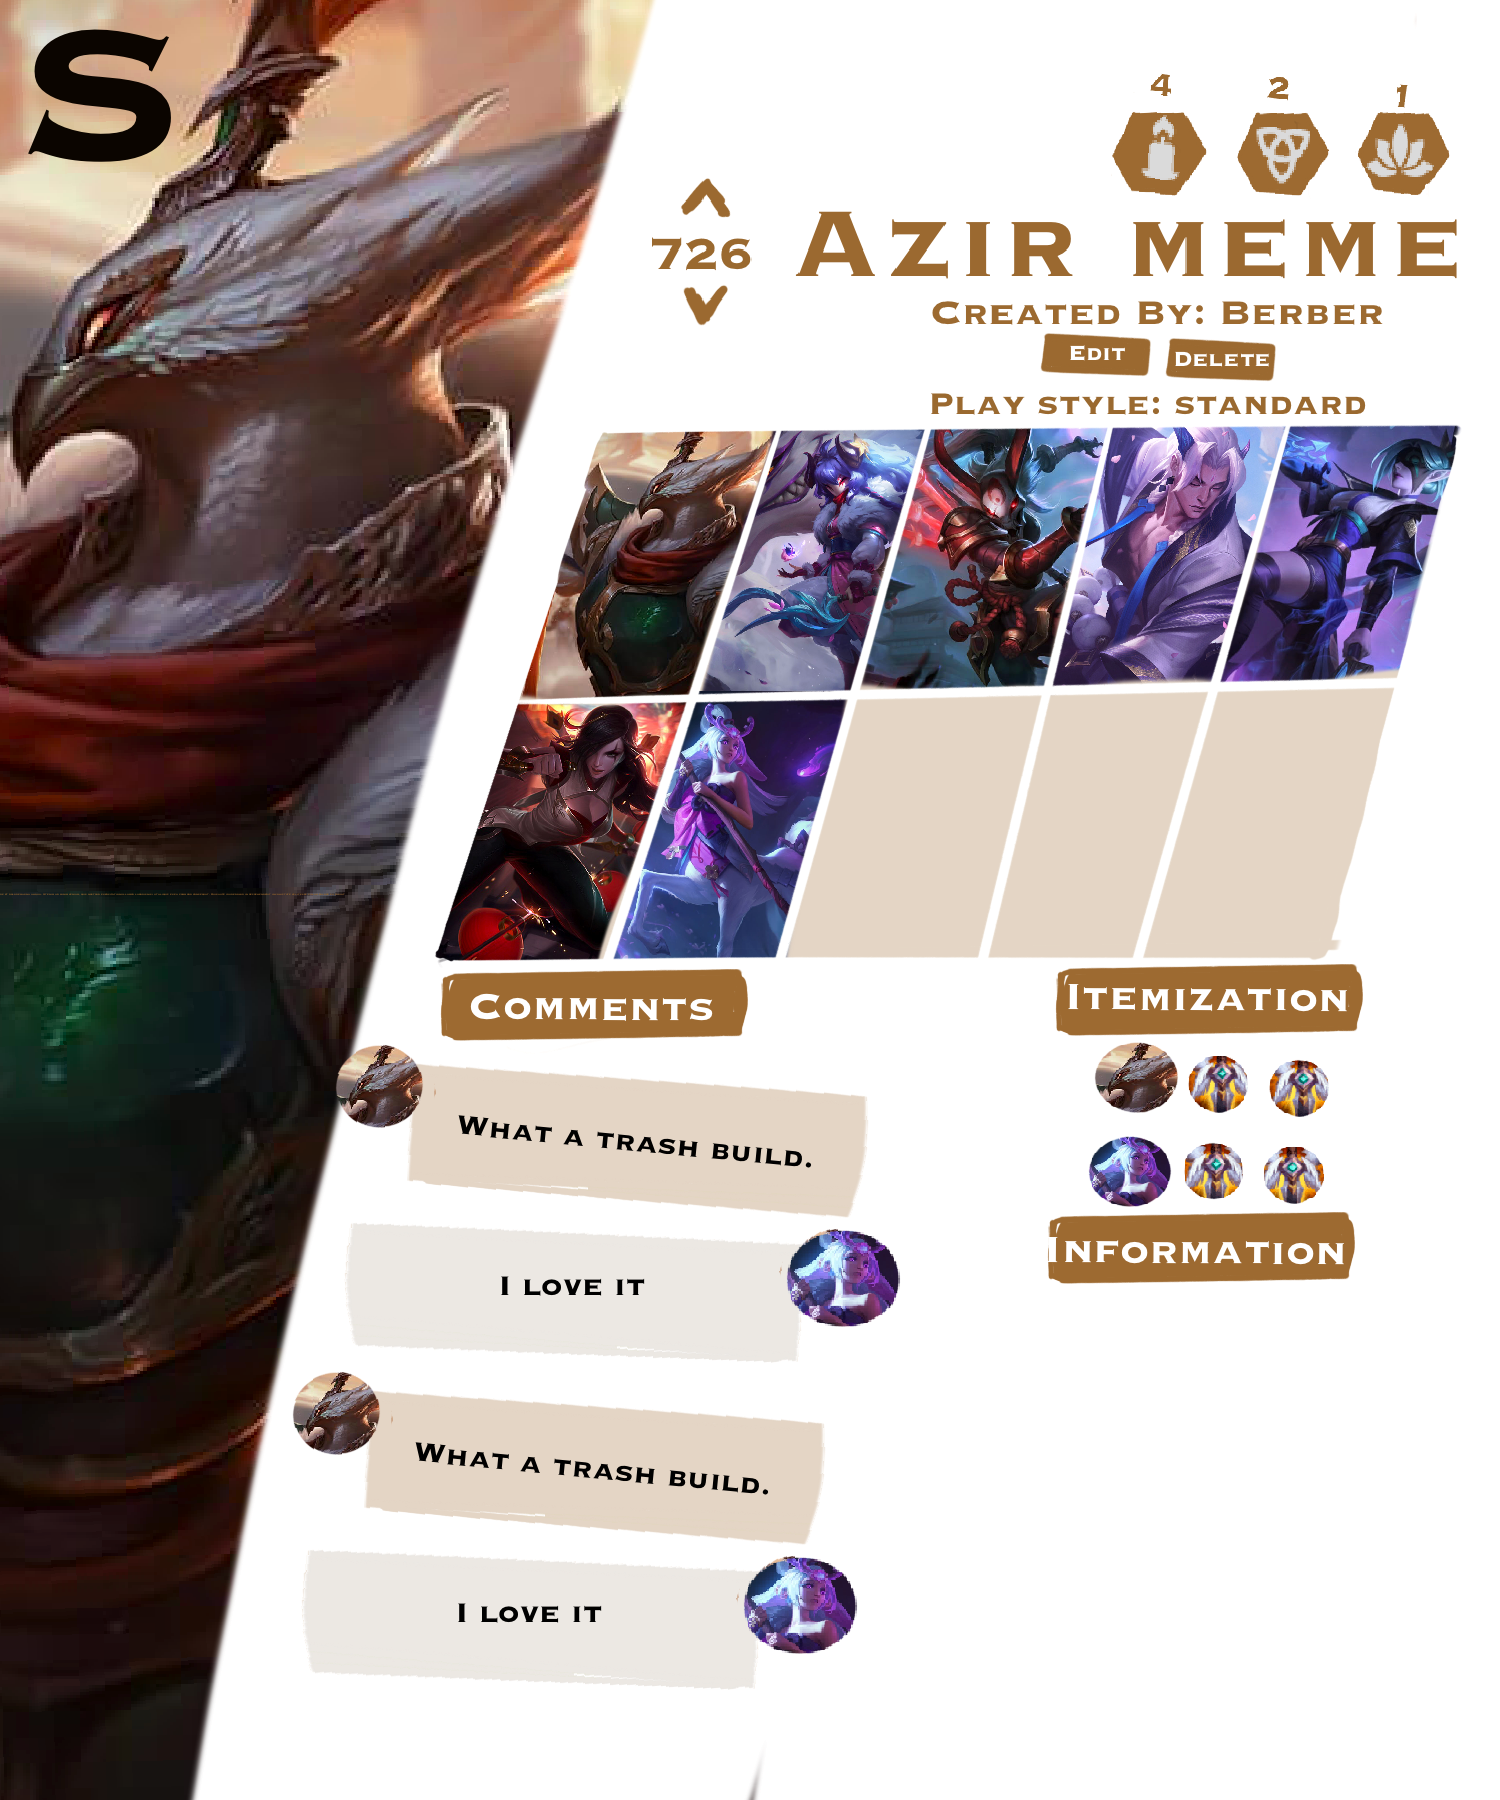 S
4 2 1
726
Azir meme
Created By: Berber
Edit Delete
Play style: standard
Comments
What a trash build.
I love it
What a trash build.
I love it
Itemization
Information